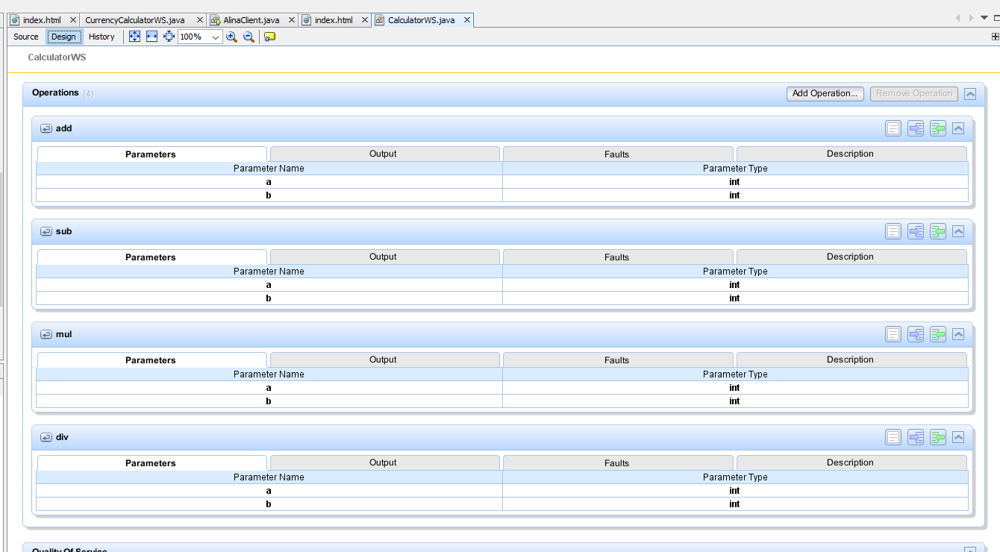 index.html CurrencyCalculatorWS.java AlinaClient.java index.html CalculatorWS.java
Source Design History 100%
CalculatorWS
Operations (4) Add Operation... Remove Operation
add
Parameters Output Faults Description
Parameter Name Parameter Type
a int
b int
sub
Parameters Output Faults Description
Parameter Name Parameter Type
a int
b int
mul
Parameters Output Faults Description
Parameter Name Parameter Type
a int
b int
div
Parameters Output Faults Description
Parameter Name Parameter Type
a int
b int
Quality Of Service